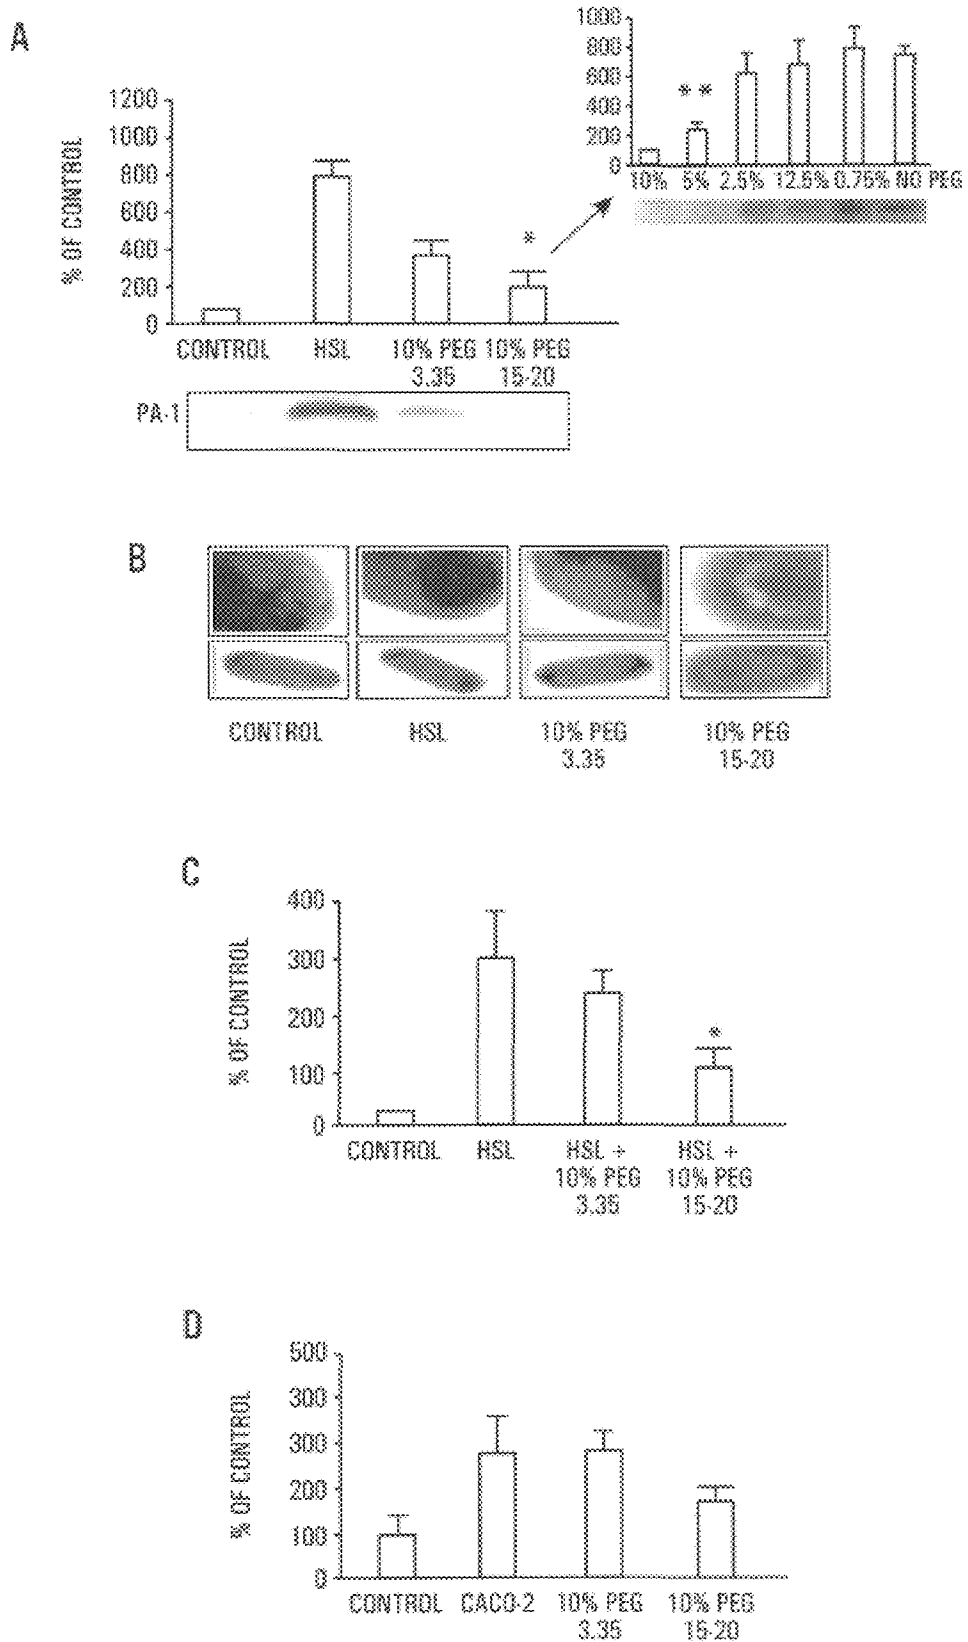 A
% OF CONTROL
1200
1000
800
600
400
200
0
*
CONTROL HSL 10% PEG 10% PEG
3.35 15-20
1000
800
600
400
200
0
**
10% 5% 2.5% 12.5% 0.75% NO PEG
PA-1
B
CONTROL HSL 10% PEG 10% PEG
3.35 15-20
C
% OF CONTROL
400
300
200
100
0
*
CONTROL HSL HSL + HSL +
10% PEG 10% PEG
3.35 15-20
D
% OF CONTROL
500
300
300
200
100
0
CONTROL CACO-2 10% PEG 10% PEG
3.35 15-20